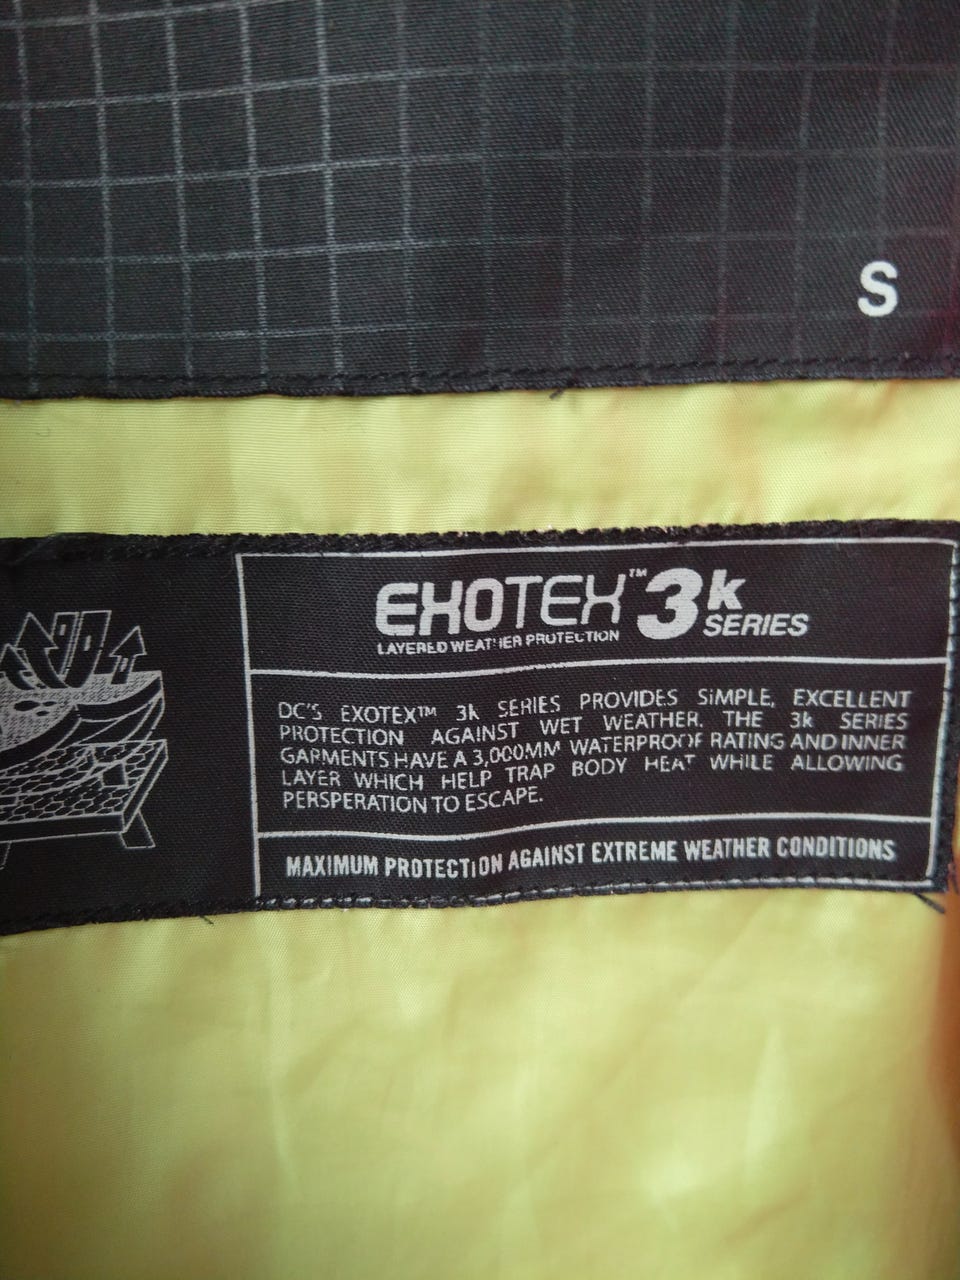 S
EXOTEX™ 3k SERIES
LAYERED WEATHER PROTECTION
DC'S EXOTEX™ 3k SERIES PROVIDES SiMPLE, EXCELLENT
PROTECTION AGAINST WET WEATHER. THE 3k SERIES
GARMENTS HAVE A 3,000MM WATERPROOF RATING AND INNER
LAYER WHICH HELP TRAP BODY HEAT WHILE ALLOWING
PERSPERATION TO ESCAPE.
MAXIMUM PROTECTION AGAINST EXTREME WEATHER CONDITIONS